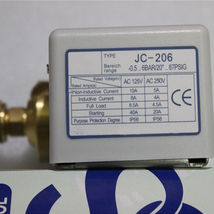 TYPE JC-206
Bereich range -0.5...6BAR/20"...87PSIG
Rated Voltage AC 125V AC 250V
Rated Ampere
Non-Inductive Current 10A 5A
Inductive Current 8A 4A
Full Load 8.5A 4.5A
Starting 40A 20A
Purpose Protection Degree IP56 IP56